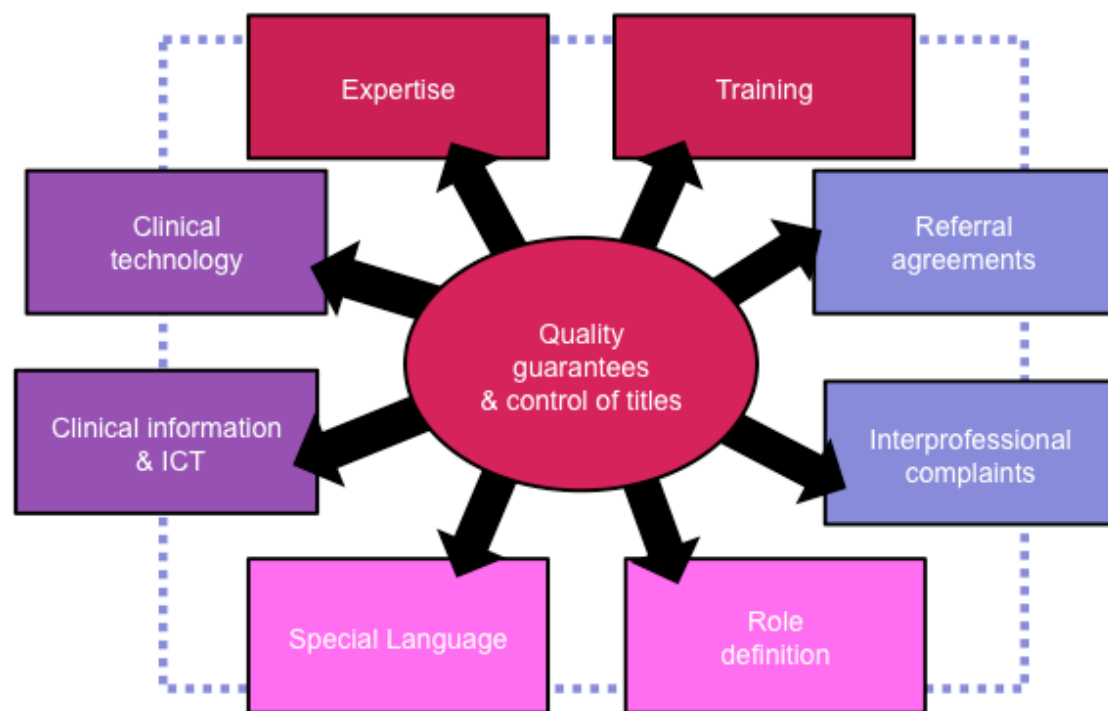 Expertise
Training
Clinical
technology
Referral
agreements
Quality
guarantees
& control of titles
Clinical information
& ICT
Interprofessional
complaints
Special Language
Role
definition